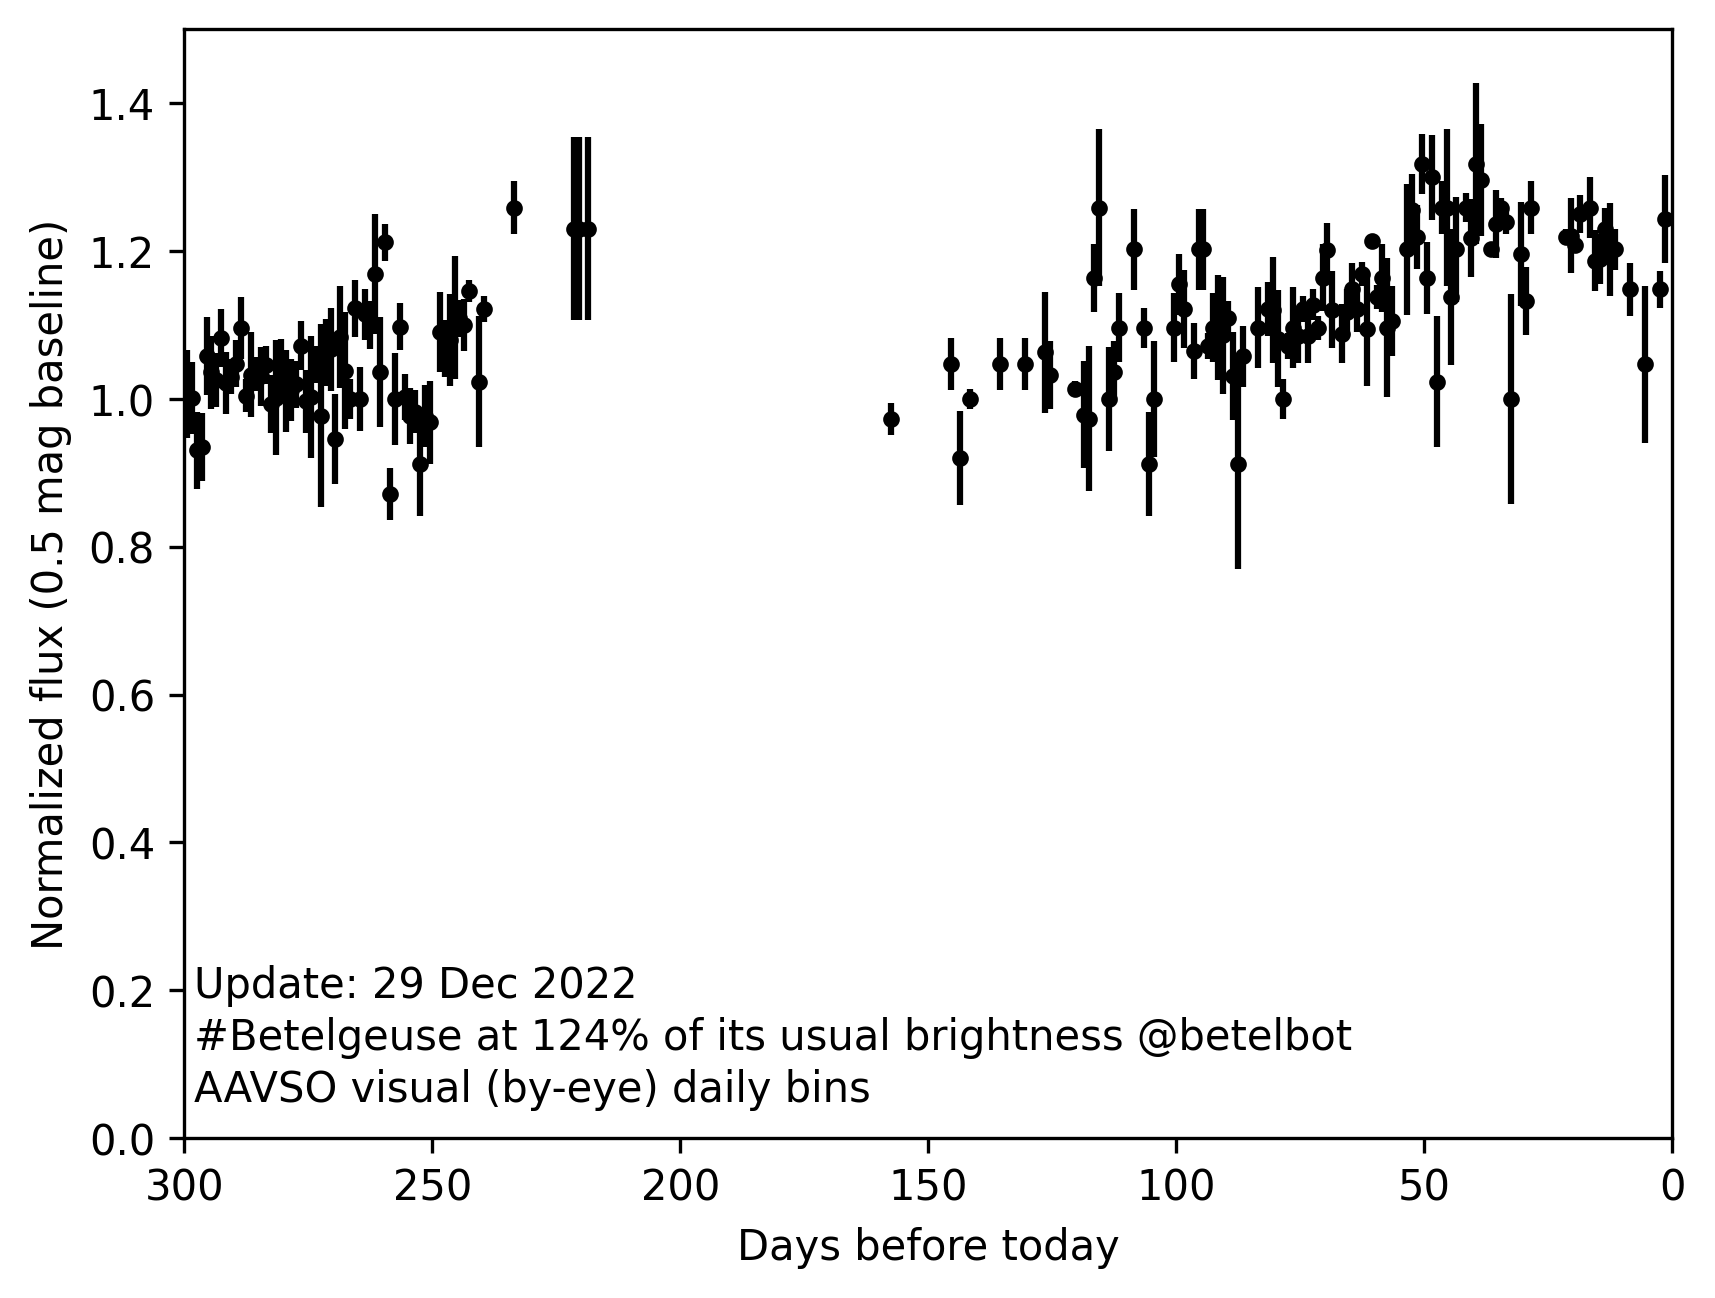 1.4
1.2
1.0
0.8
0.6
0.4
0.2
0.0
Normalized flux (0.5 mag baseline)
Update: 29 Dec 2022
#Betelgeuse at 124% of its usual brightness @betelbot
AAVSO visual (by-eye) daily bins
300 250 200 150 100 50 0
Days before today